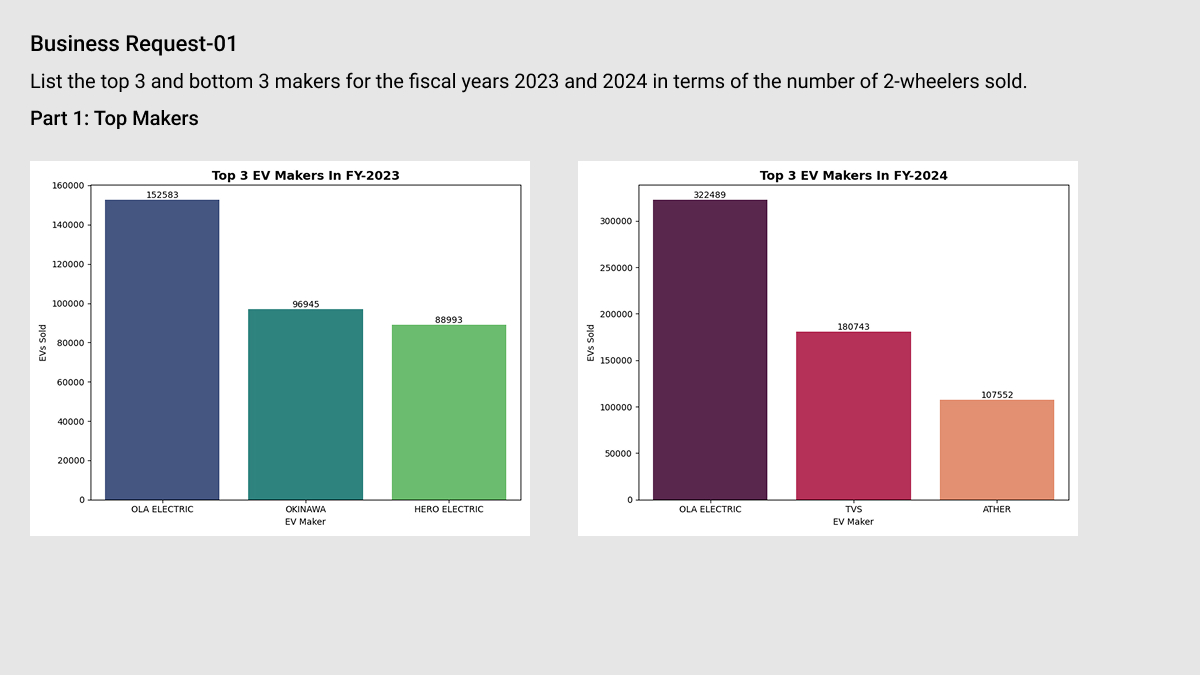 Business Request-01
List the top 3 and bottom 3 makers for the fiscal years 2023 and 2024 in terms of the number of 2-wheelers sold.
Part 1: Top Makers
Top 3 EV Makers In FY-2023
160000
140000
120000
100000
80000
60000
40000
20000
0
EVs Sold
152583
96945
88993
OLA ELECTRIC
OKINAWA
HERO ELECTRIC
EV Maker
Top 3 EV Makers In FY-2024
300000
250000
200000
150000
100000
50000
0
EVs Sold
322489
180743
107552
OLA ELECTRIC
TVS
ATHER
EV Maker